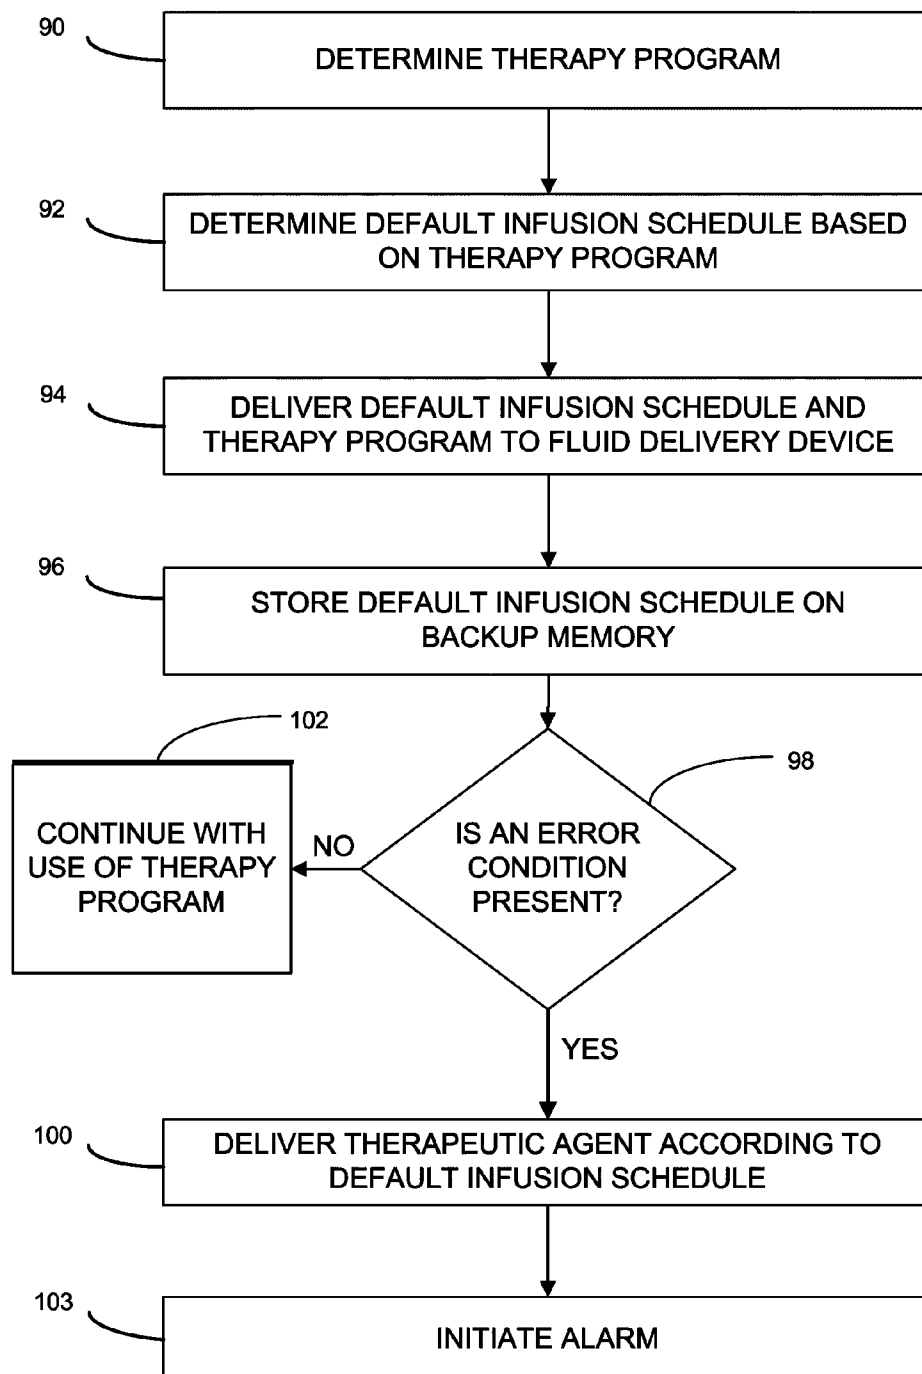 90
DETERMINE THERAPY PROGRAM
92
DETERMINE DEFAULT INFUSION SCHEDULE BASED
ON THERAPY PROGRAM
94
DELIVER DEFAULT INFUSION SCHEDULE AND
THERAPY PROGRAM TO FLUID DELIVERY DEVICE
96
STORE DEFAULT INFUSION SCHEDULE ON
BACKUP MEMORY
102
98
CONTINUE WITH
USE OF THERAPY
PROGRAM
NO
IS AN ERROR
CONDITION
PRESENT?
YES
100
DELIVER THERAPEUTIC AGENT ACCORDING TO
DEFAULT INFUSION SCHEDULE
103
INITIATE ALARM